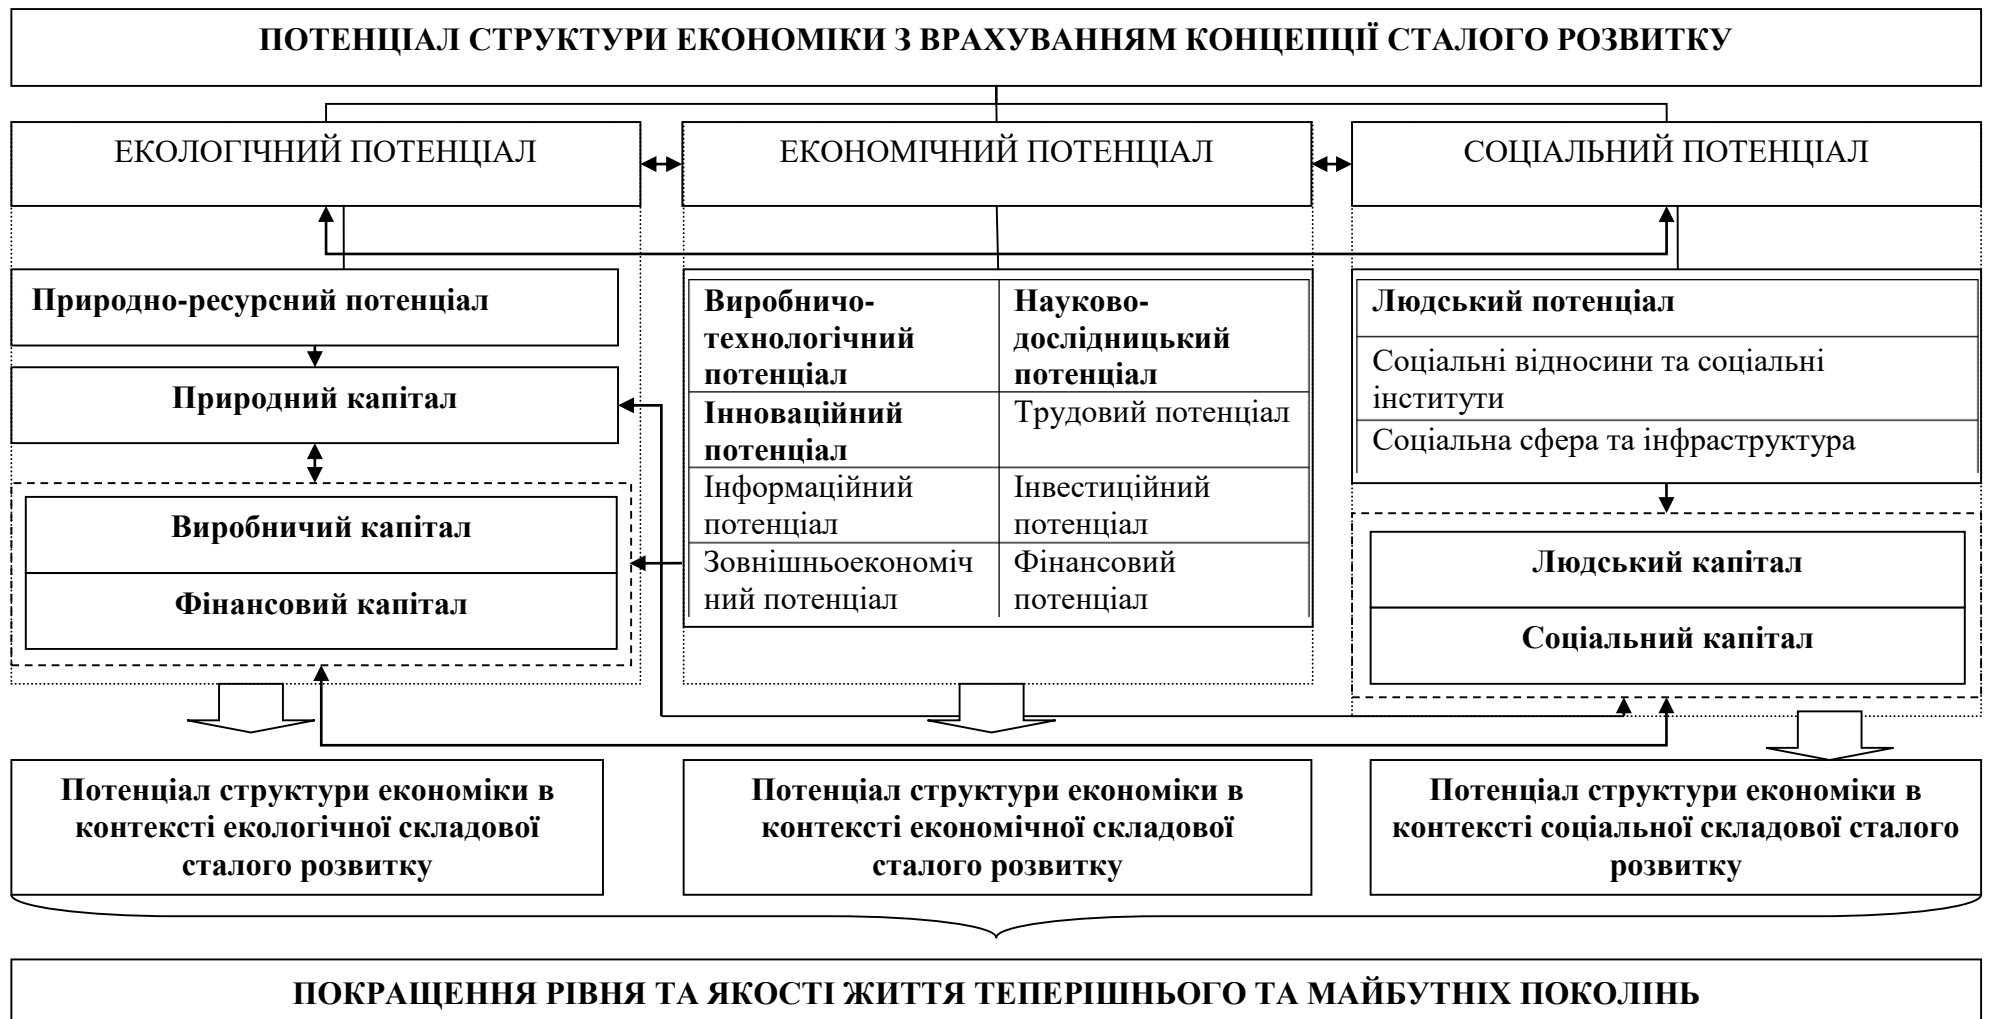 ПОТЕНЦІАЛ СТРУКТУРИ ЕКОНОМІКИ З ВРАХУВАННЯМ КОНЦЕПЦІЇ СТАЛОГО РОЗВИТКУ
ЕКОЛОГІЧНИЙ ПОТЕНЦІАЛ
ЕКОНОМІЧНИЙ ПОТЕНЦІАЛ
СОЦІАЛЬНИЙ ПОТЕНЦІАЛ
Природно-ресурсний потенціал
Природний капітал
Виробничий капітал
Фінансовий капітал
Виробничо-
технологічний
потенціал
Науково-
дослідницький
потенціал
Інноваційний
потенціал
Трудовий потенціал
Інформаційний
потенціал
Інвестиційний
потенціал
Зовнішньоекономіч
ний потенціал
Фінансовий
потенціал
Людський потенціал
Соціальні відносини та соціальні
інститути
Соціальна сфера та інфраструктура
Людський капітал
Соціальний капітал
Потенціал структури економіки в
контексті екологічної складової
сталого розвитку
Потенціал структури економіки в
контексті економічної складової
сталого розвитку
Потенціал структури економіки в
контексті соціальної складової сталого
розвитку
ПОКРАЩЕННЯ РІВНЯ ТА ЯКОСТІ ЖИТТЯ ТЕПЕРІШНЬОГО ТА МАЙБУТНІХ ПОКОЛІНЬ